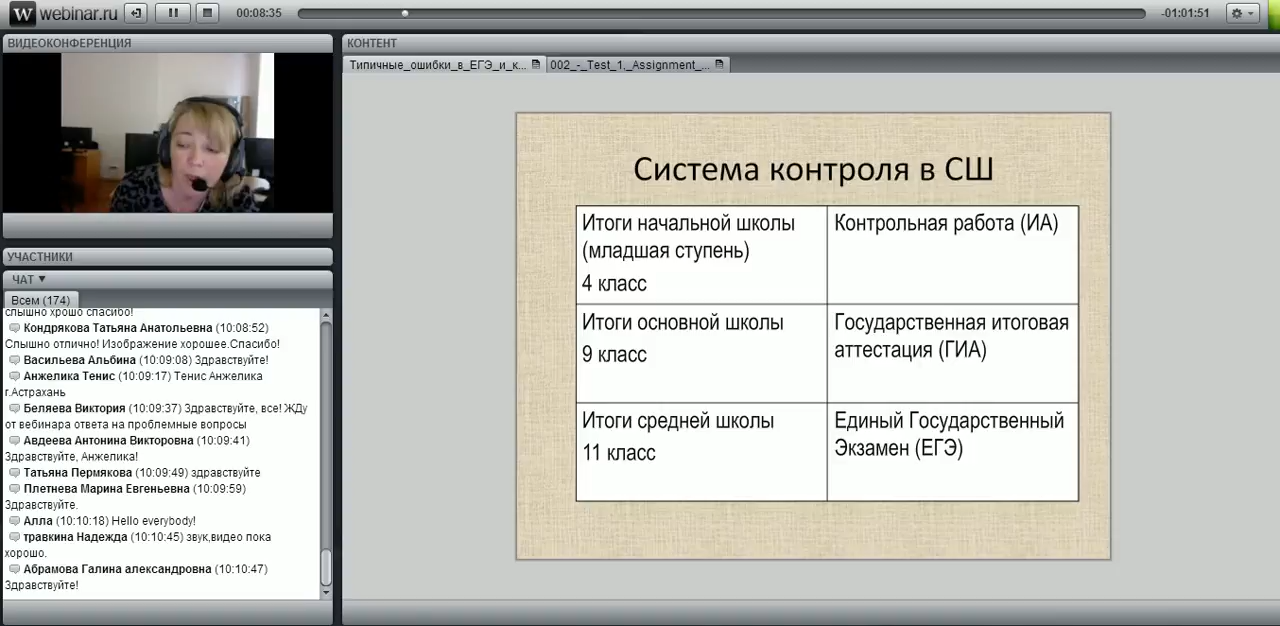 webinar.ru
00:08:35
-01:01:51
ВИДЕОКОНФЕРЕНЦИЯ
УЧАСТНИКИ
ЧАТ
Всем (174)
слышно хрошо спасибо!
Кондрякова Татьяна Анатольевна (10:08:52)
Слышно отлично! Изображение хорошее.Спасибо!
Васильева Альбина (10:09:08) Здравствуйте!
Анжелика Тенис (10:09:17) Тенис Анжелика
г.Астрахань
Беляева Виктория (10:09:37) Здравствуйте, все! ЖДу
от вебинара ответа на проблемные вопросы
Авдеева Антонина Викторовна (10:09:41)
Здравствуйте, Анжелика!
Татьяна Пермякова (10:09:49) здравствуйте
Плетнева Марина Евгеньевна (10:09:59)
Здравствуйте.
Алла (10:10:18) Hello everybody!
травкина Надежда (10:10:45) звук,видео пока
хорошо.
Абрамова Галина александровна (10:10:47)
Здравствуйте!
КОНТЕНТ
Типичные_ошибки_в_ЕГЭ_и_к...
002_-_Test_1,_Assignment_...
Система контроля в СШ
Итоги начальной школы
(младшая ступень)
4 класс
Контрольная работа (ИА)
Итоги основной школы
9 класс
Государственная итоговая
аттестация (ГИА)
Итоги средней школы
11 класс
Единый Государственный
Экзамен (ЕГЭ)